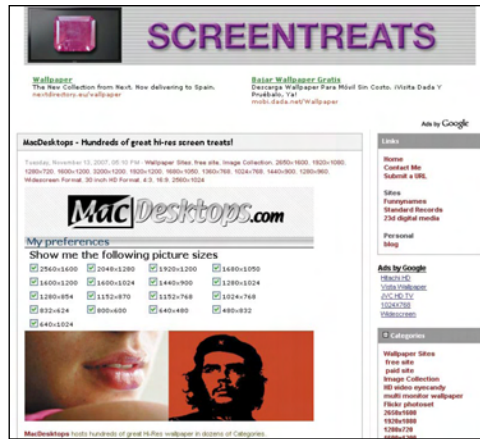 SCREENTREATS
Wallpaper
The New Collection from Next. Now delivering to Spain.
nextdirectory.eu/wallpaper
Bajar Wallpaper Gratis
Descarga Wallpaper Para Móvil Sin Costo. ¡Visita Dada Y
Pruébalo, Ya!
mobi.dada.net/Wallpaper
Ads by Google
MacDesktops - Hundreds of great hi-res screen treats!
Tuesday, November 13, 2007, 05:10 PM - Wallpaper Sites, free site, Image Collection, 2650x1600, 1920x1080,
1280x720, 1600x1200, 3200x1200, 1920x1200, 1680x1050, 1360x768, 1024x768, 1440x900, 1280x960,
Widescreen Format, 30 inch HD Format, 4:3, 16:9, 2560x1024
MacDesktops.com
My preferences
Show me the following picture sizes
2560x1600 2048x1280 1920x1200 1680x1050
1600x1200 1600x1024 1440x900 1280x1024
1280x854 1152x870 1152x768 1024x768
832x624 800x600 640x480 480x832
640x1024
MacDesktops hosts hundreds of great Hi-Res wallpaper in dozens of Categories.
Links
Home
Contact Me
Submit a URL
Sites
Funnynames
Standard Records
23d digital media
Personal
blog
Ads by Google
Hitachi HD
Vista Wallpaper
JVC HD TV
1024X768
Widescreen
Categories
Wallpaper Sites
free site
paid site
Image Collection
HD video eyecandy
multi monitor wallpaper
Flickr photoset
2650x1600
1920x1080
1280x720
1600x1200